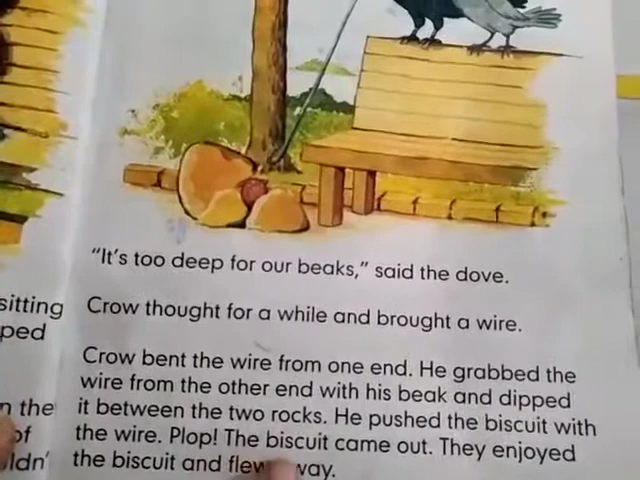 "It's too deep for our beaks," said the dove.
Crow thought for a while and brought a wire.
Crow bent the wire from one end. He grabbed the
wire from the other end with his beak and dipped
it between the two rocks. He pushed the biscuit with
the wire. Plop! The biscuit came out. They enjoyed
the biscuit and flew away.
sitting
the
of